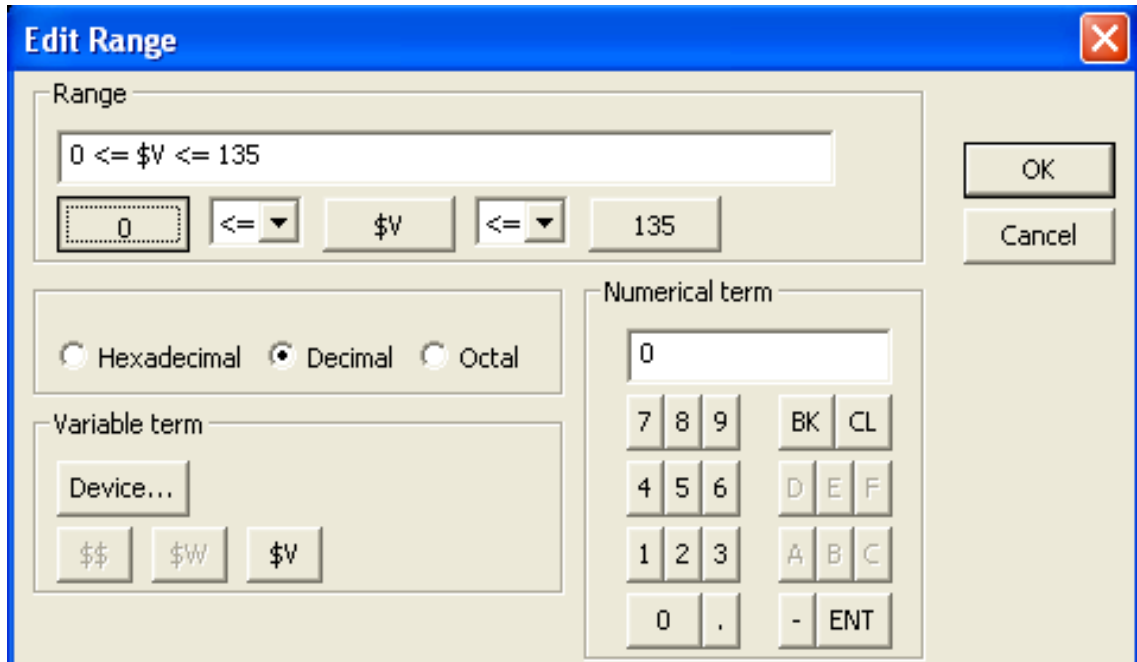 Edit Range
Range
0 <= $V <= 135
0 <= $V <= 135
OK
Cancel
Hexadecimal Decimal Octal
Variable term
Device...
$$ $W $V
Numerical term
0
7 8 9 BK CL
4 5 6 D E F
1 2 3 A B C
0 . - ENT